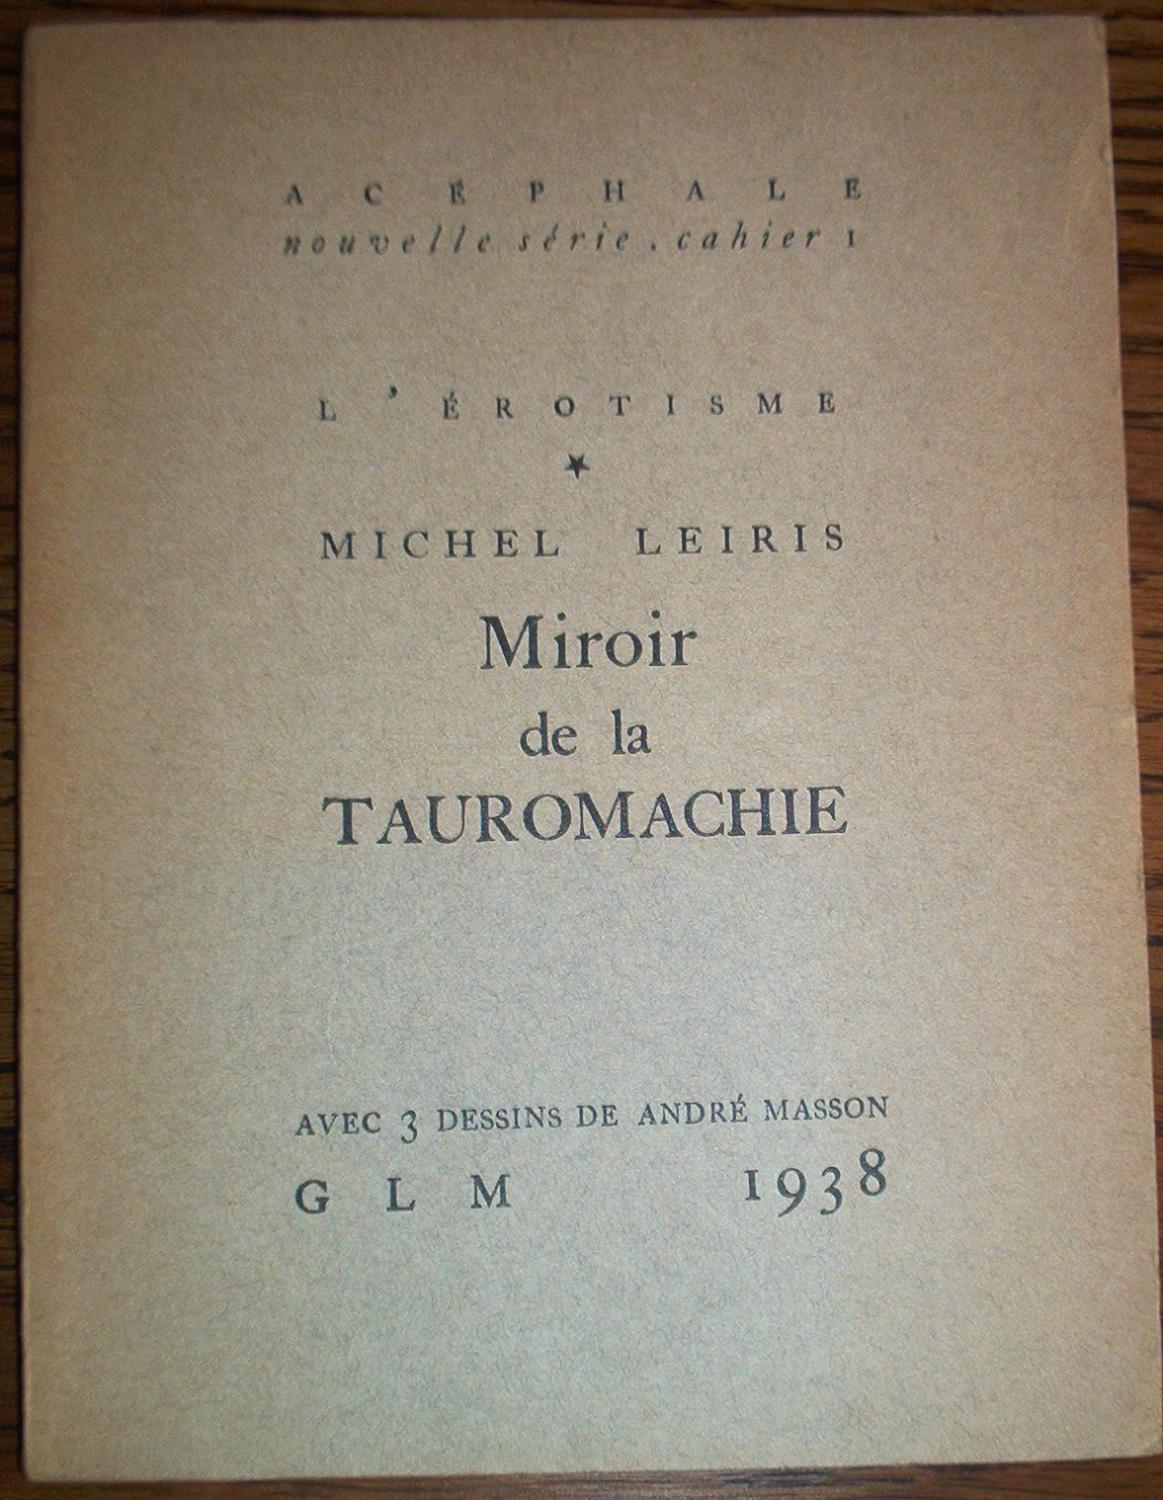 ACÉPHALE
nouvelle série . cahier 1
L'ÉROTISME
★
MICHEL LEIRIS
Miroir
de la
TAUROMACHIE
AVEC 3 DESSINS DE ANDRÉ MASSON
GLM 1938